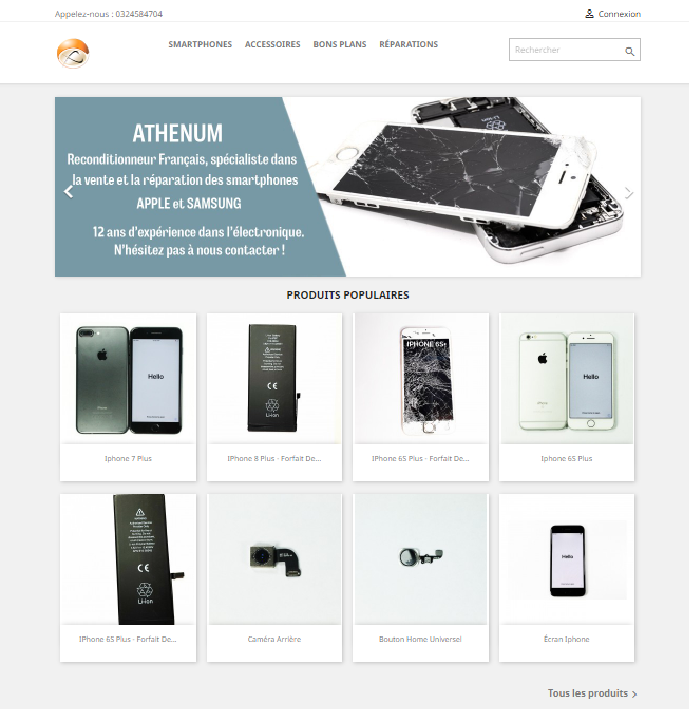 Appelez-nous : 0324584704
Connexion
SMARTPHONES ACCESSOIRES BONS PLANS RÉPARATIONS
Rechercher
ATHENUM
Reconditionneur Français, spécialiste dans
la vente et la réparation des smartphones
APPLE et SAMSUNG
12 ans d'expérience dans l'électronique.
N'hésitez pas à nous contacter !
PRODUITS POPULAIRES
Hello
CE
Li-ion
IPHONE 6S+
Hello
Iphone 7 Plus
IPhone 8 Plus - Forfait De...
IPhone 6S Plus - Forfait De...
Iphone 6S Plus
CE
Li-ion
Hello
IPhone 6S Plus - Forfait De...
Caméra Arrière
Bouton Home Universel
Écran Iphone
Tous les produits